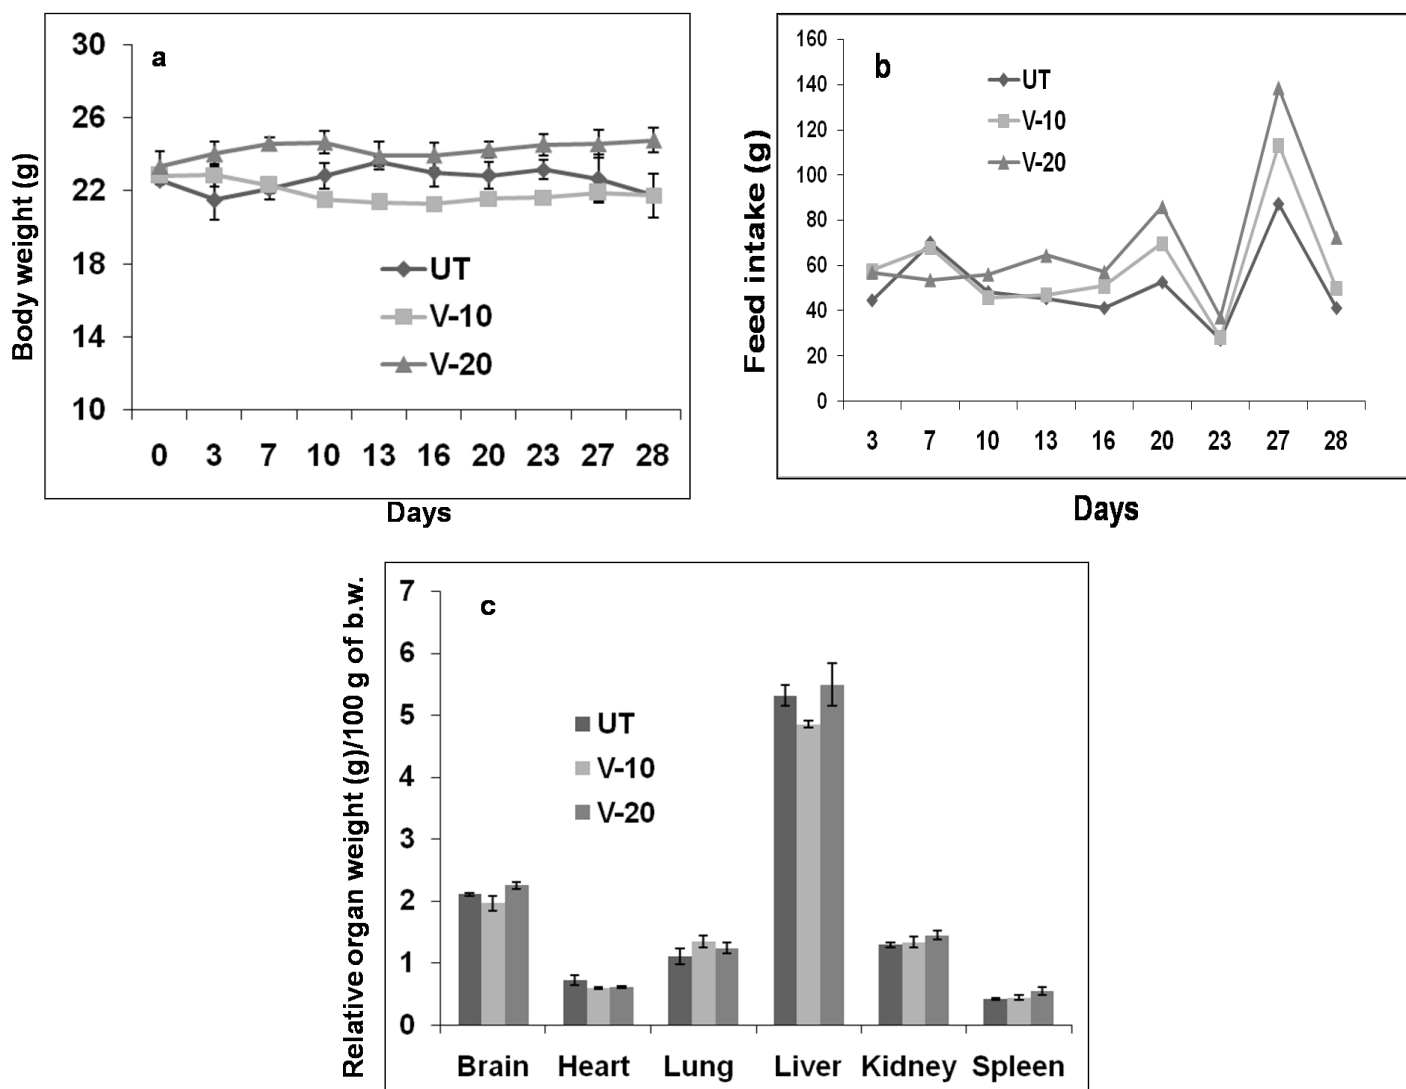 a
30
26
22
18
14
10
Body weight (g)
UT
V-10
V-20
0 3 7 10 13 16 20 23 27 28
Days
b
160
140
120
100
80
60
40
20
0
Feed intake (g)
UT
V-10
V-20
3 7 10 13 16 20 23 27 28
Days
c
7
6
5
4
3
2
1
0
Relative organ weight (g)/100 g of b.w.
UT
V-10
V-20
Brain Heart Lung Liver Kidney Spleen